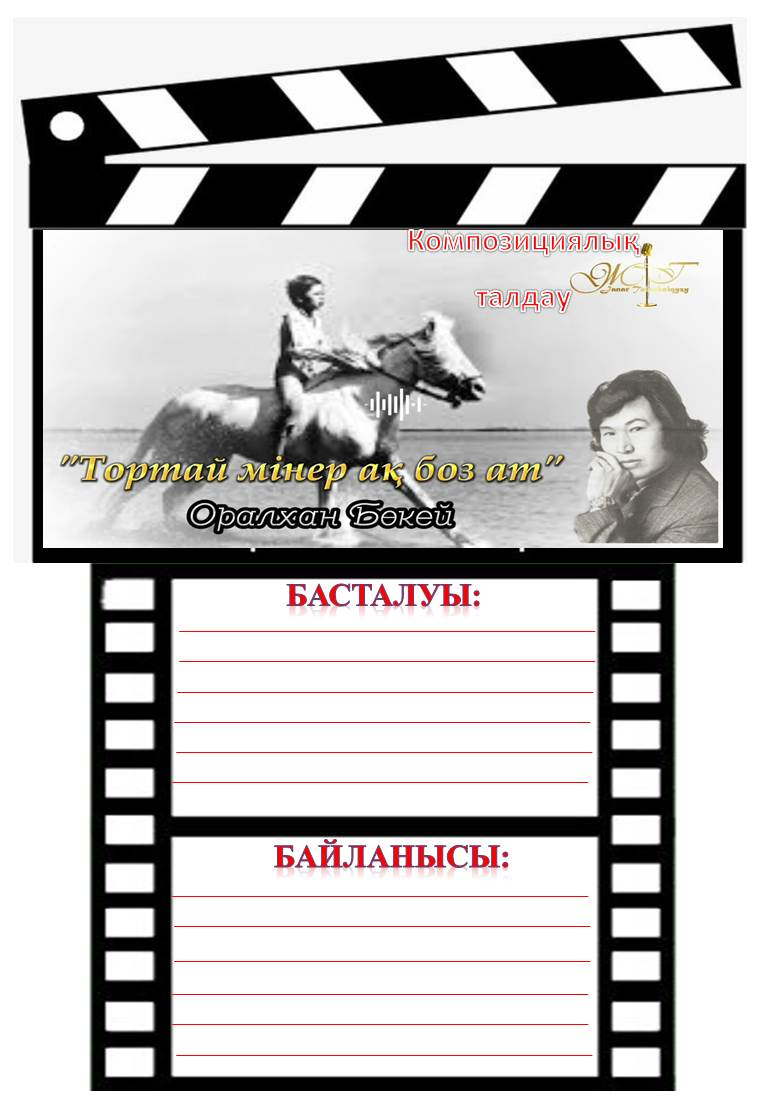 Композициялық
талдау
"Тортай мінер ақ боз ат"
Оралхан Бөкей
БАСТАЛУЫ:
БАЙЛАНЫСЫ: